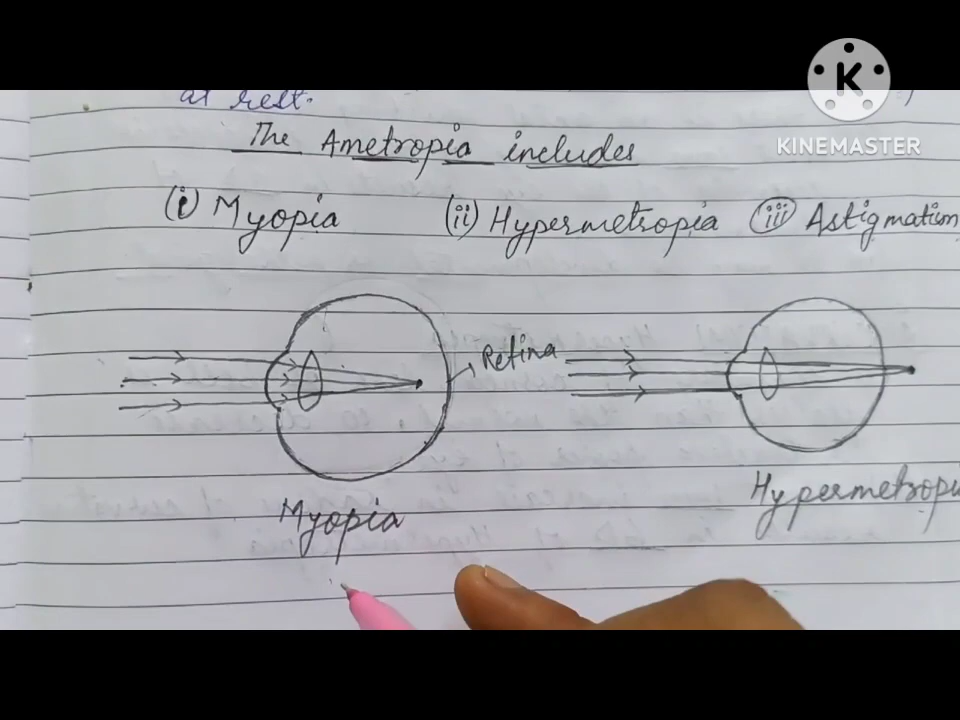 at rest.
K
KINEMASTER
The Ametropia includes
(i) Myopia (ii) Hypermetropia (iii) Astigmatism
Retina
Myopia
Hypermetropi